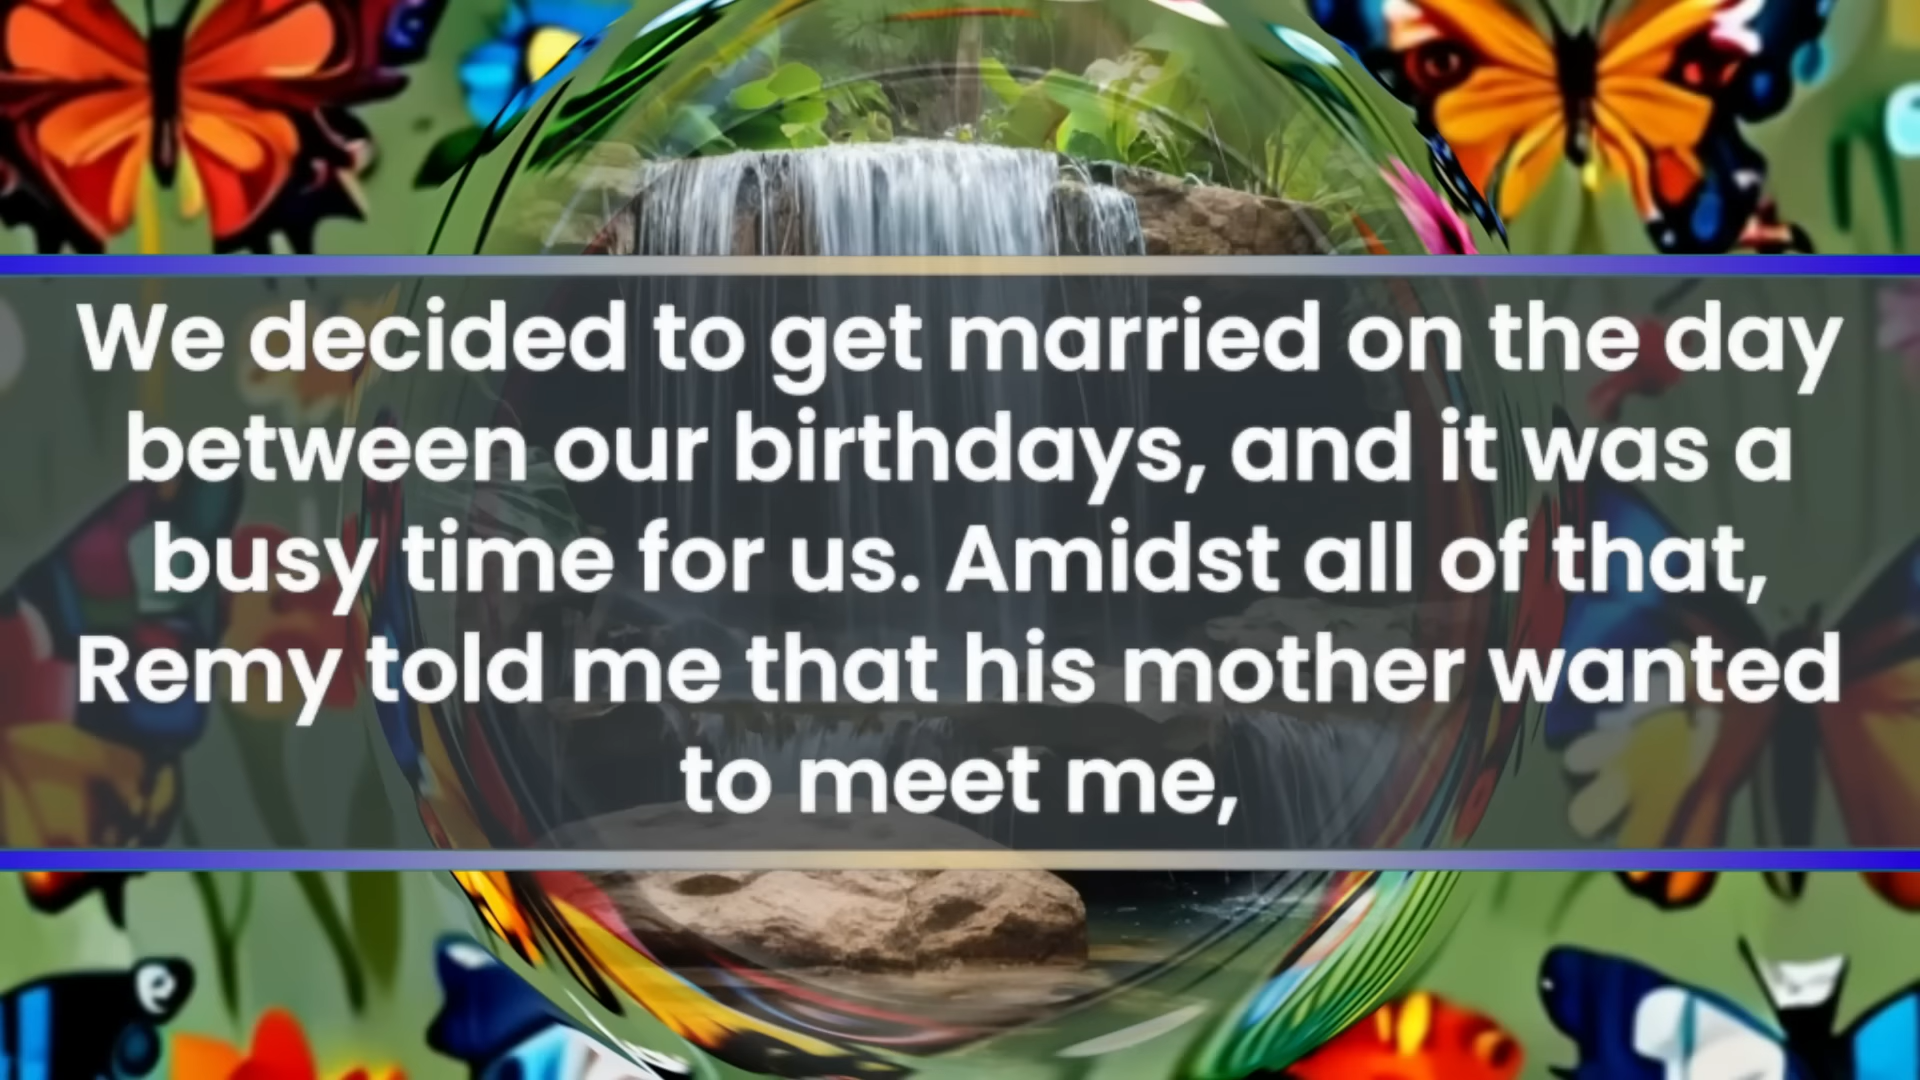 We decided to get married on the day
between our birthdays, and it was a
busy time for us. Amidst all of that,
Remy told me that his mother wanted
to meet me,